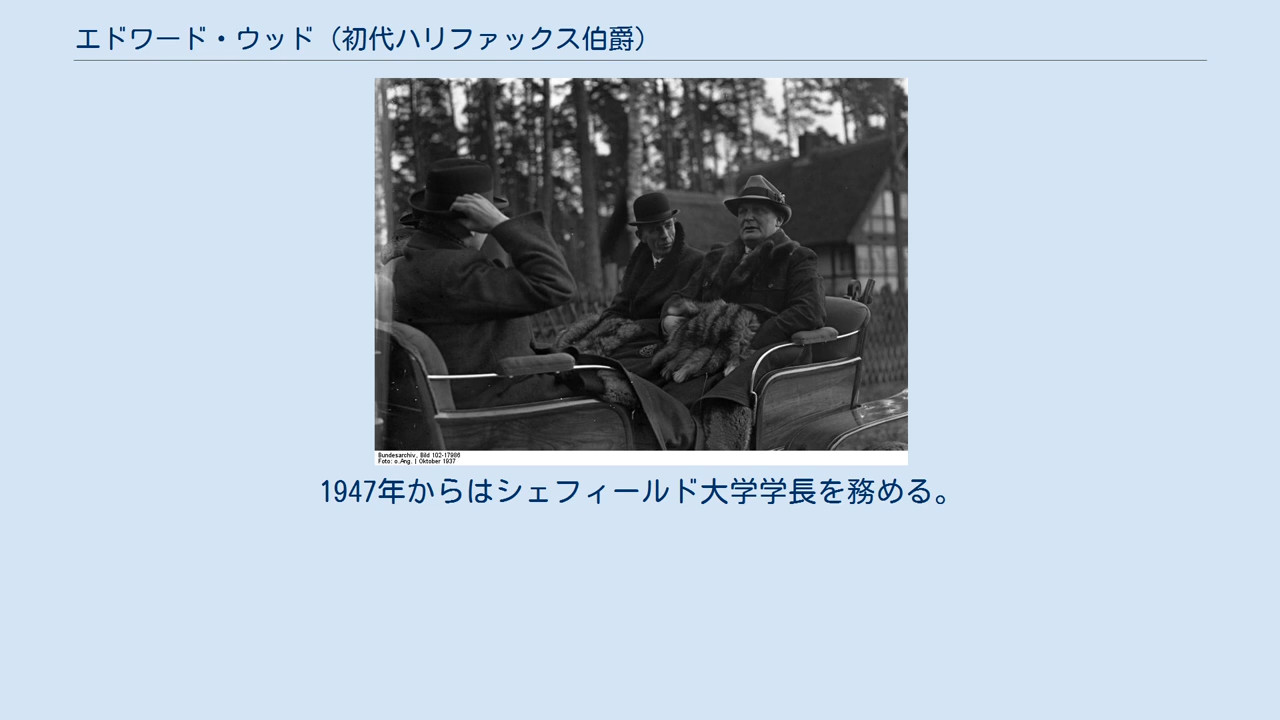 エドワード・ウッド（初代ハリファックス伯爵）
Bundesarchiv, Bild 102-17986
Foto: o.Ang. | Oktober 1937
1947年からはシェフィールド大学学長を務める。